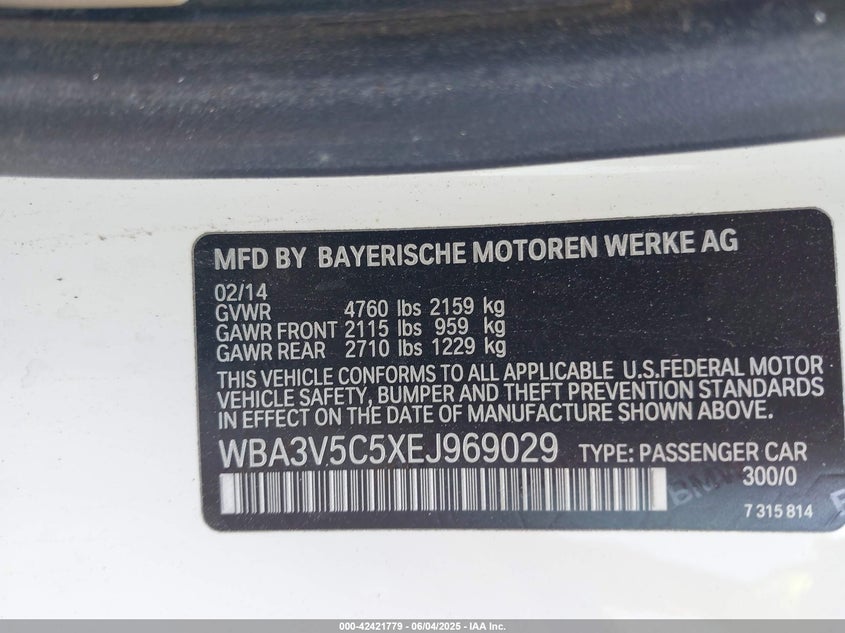 MFD BY BAYERISCHE MOTOREN WERKE AG
02/14
GVWR 4760 lbs 2159 kg
GAWR FRONT 2115 lbs 959 kg
GAWR REAR 2710 lbs 1229 kg
THIS VEHICLE CONFORMS TO ALL APPLICABLE U.S.FEDERAL MOTOR
VEHICLE SAFETY, BUMPER AND THEFT PREVENTION STANDARDS
IN EFFECT ON THE DATE OF MANUFACTURE SHOWN ABOVE.
WBA3V5C5XEJ969029 TYPE: PASSENGER CAR
300/0
7 315 814
000-42421779 - 06/04/2025 - IAA Inc.